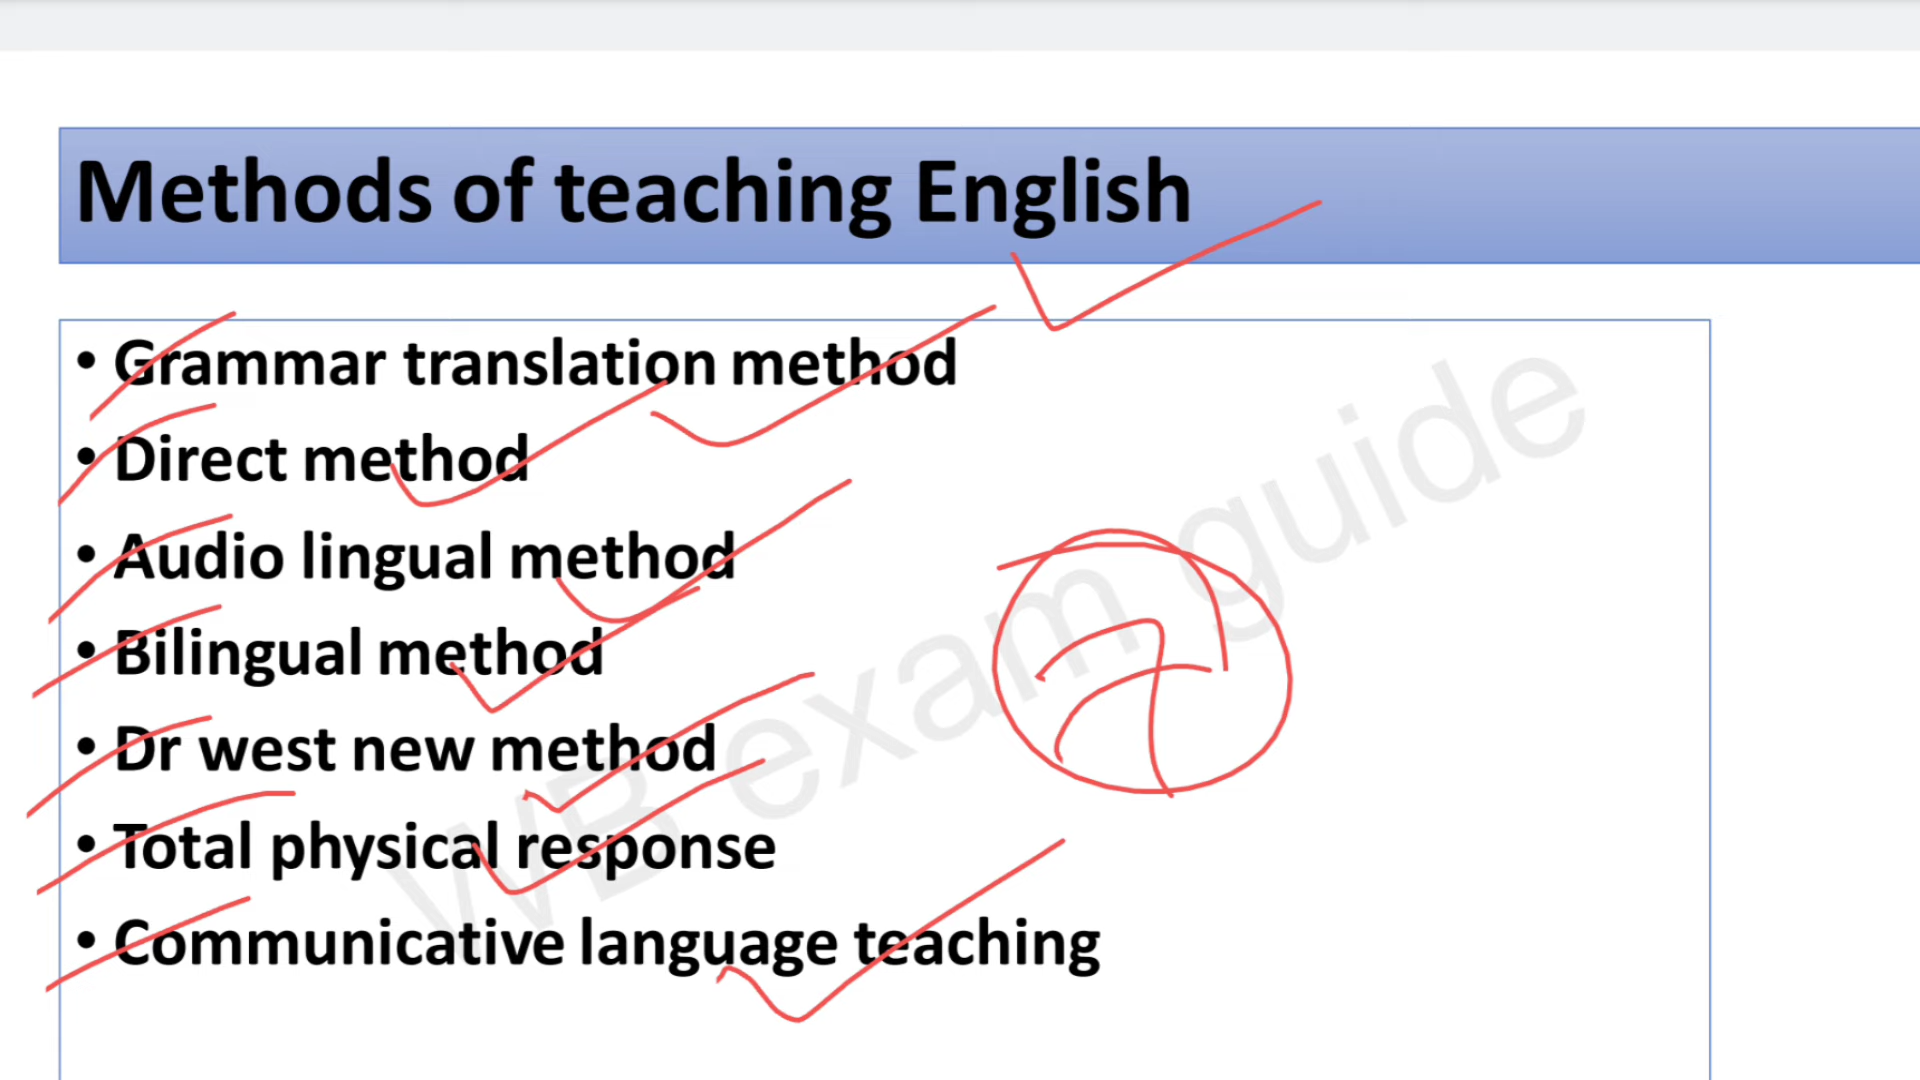 Methods of teaching English
• Grammar translation method
• Direct method
• Audio lingual method
• Bilingual method
• Dr west new method
• Total physical response
• Communicative language teaching
WB exam guide
7